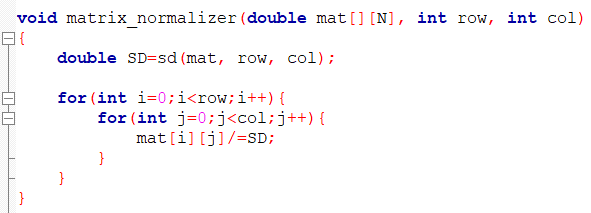 void matrix_normalizer(double mat[][N], int row, int col)
{
    double SD=sd(mat, row, col);

    for(int i=0;i<row;i++){
        for(int j=0;j<col;j++){
            mat[i][j]/=SD;
        }
    }
}